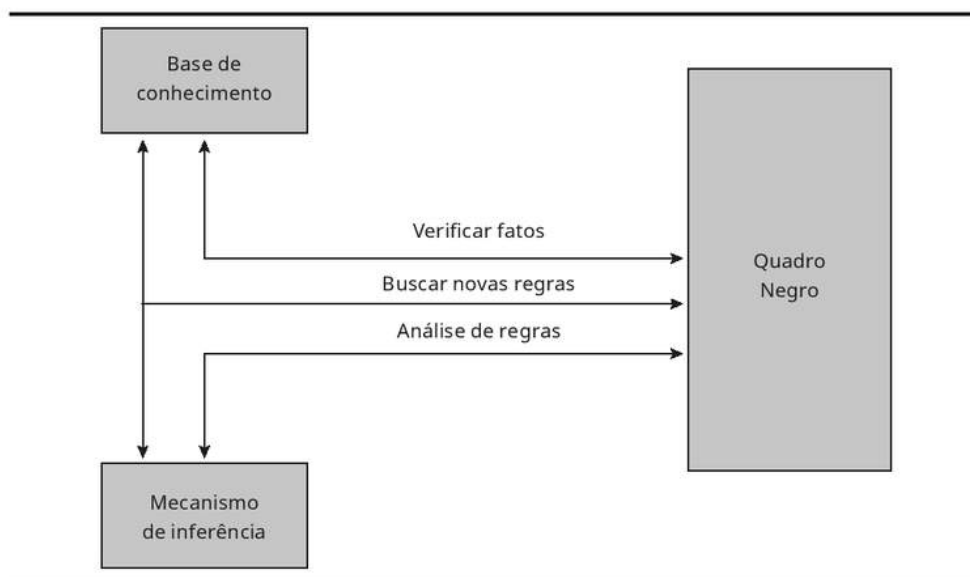 Base de
conhecimento
Verificar fatos
Buscar novas regras
Análise de regras
Quadro
Negro
Mecanismo
de inferência